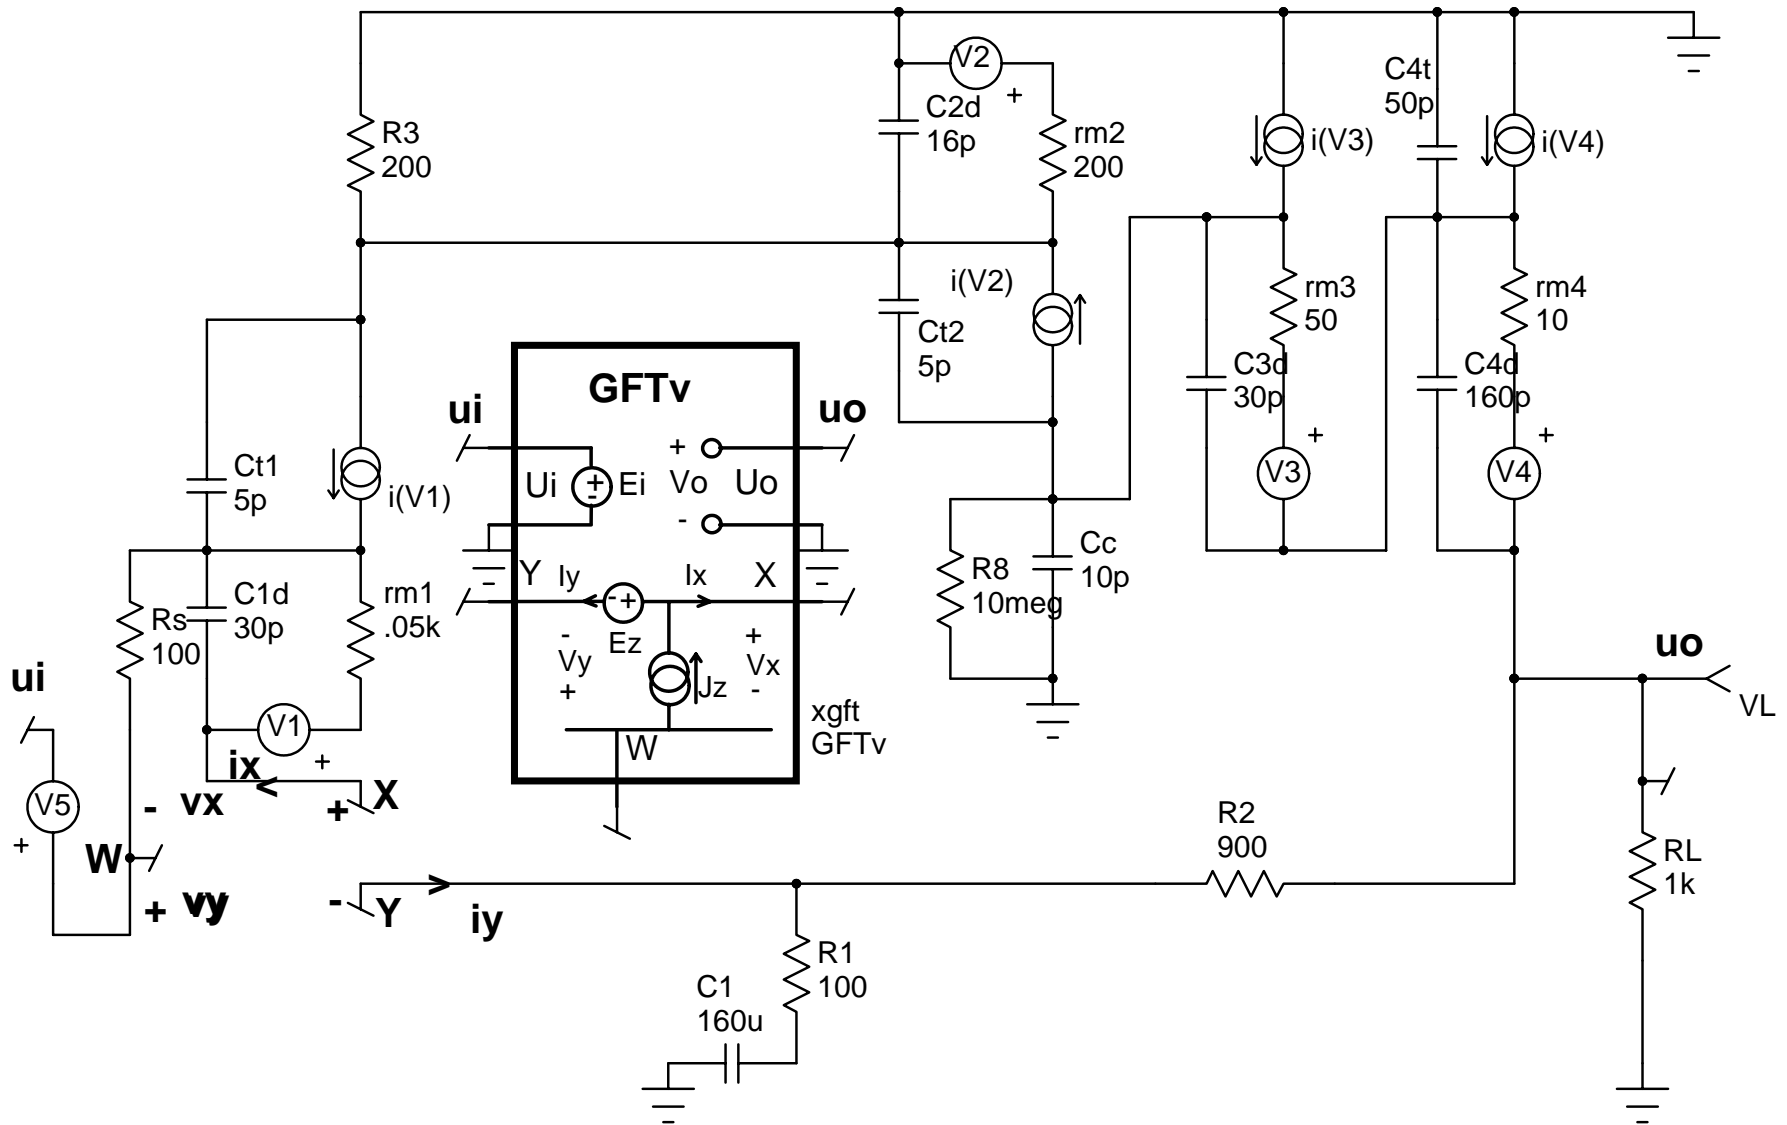 V2
+
C2d
16p
R3
200
rm2
200
C4t
50p
i(V3)
i(V4)
i(V2)
Ct2
5p
rm3
50
rm4
10
C3d
30p
C4d
160p
+
V3
+
V4
Ct1
5p
i(V1)
GFTv
ui
uo
Ui
+
-
Ei
+
Vo
-
Uo
Y
Iy
Ix
X
-
+
Ez
-
Vy
+
+
Vx
-
Jz
W
xgft
GFTv
R8
10meg
Cc
10p
C1d
30p
rm1
.05k
Rs
100
ui
V1
+
ix
-
vx
+
X
V5
+
W
+
vy
-
Y
iy
R2
900
R1
100
C1
160u
uo
VL
RL
1k